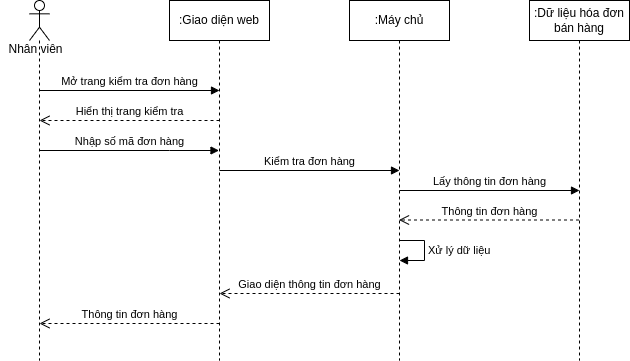 :Giao diện web
:Máy chủ
:Dữ liệu hóa đơn
bán hàng
Nhân viên
Mở trang kiểm tra đơn hàng
Hiển thị trang kiểm tra
Nhập số mã đơn hàng
Kiểm tra đơn hàng
Lấy thông tin đơn hàng
Thông tin đơn hàng
Xử lý dữ liệu
Giao diện thông tin đơn hàng
Thông tin đơn hàng